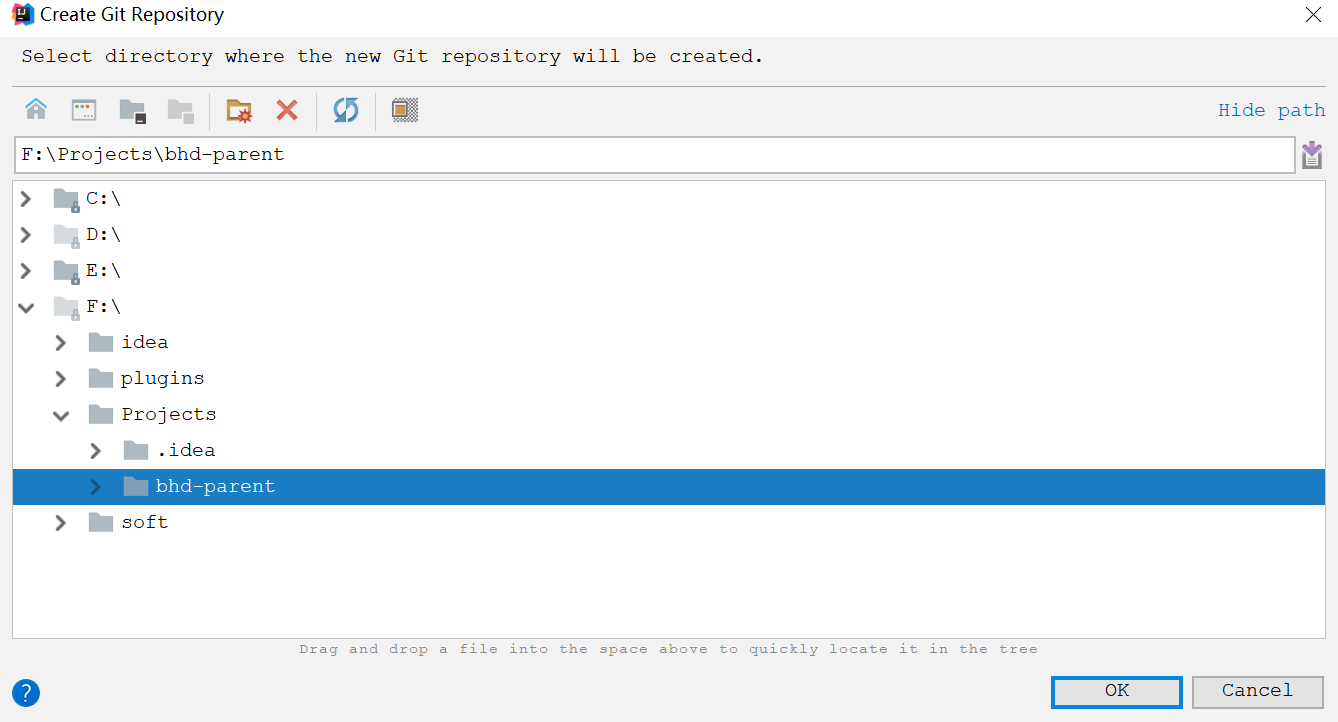 Create Git Repository
Select directory where the new Git repository will be created.
Hide path
F:\Projects\bhd-parent
C:\
D:\
E:\
F:\
idea
plugins
Projects
.idea
bhd-parent
soft
Drag and drop a file into the space above to quickly locate it in the tree
?
OK
Cancel